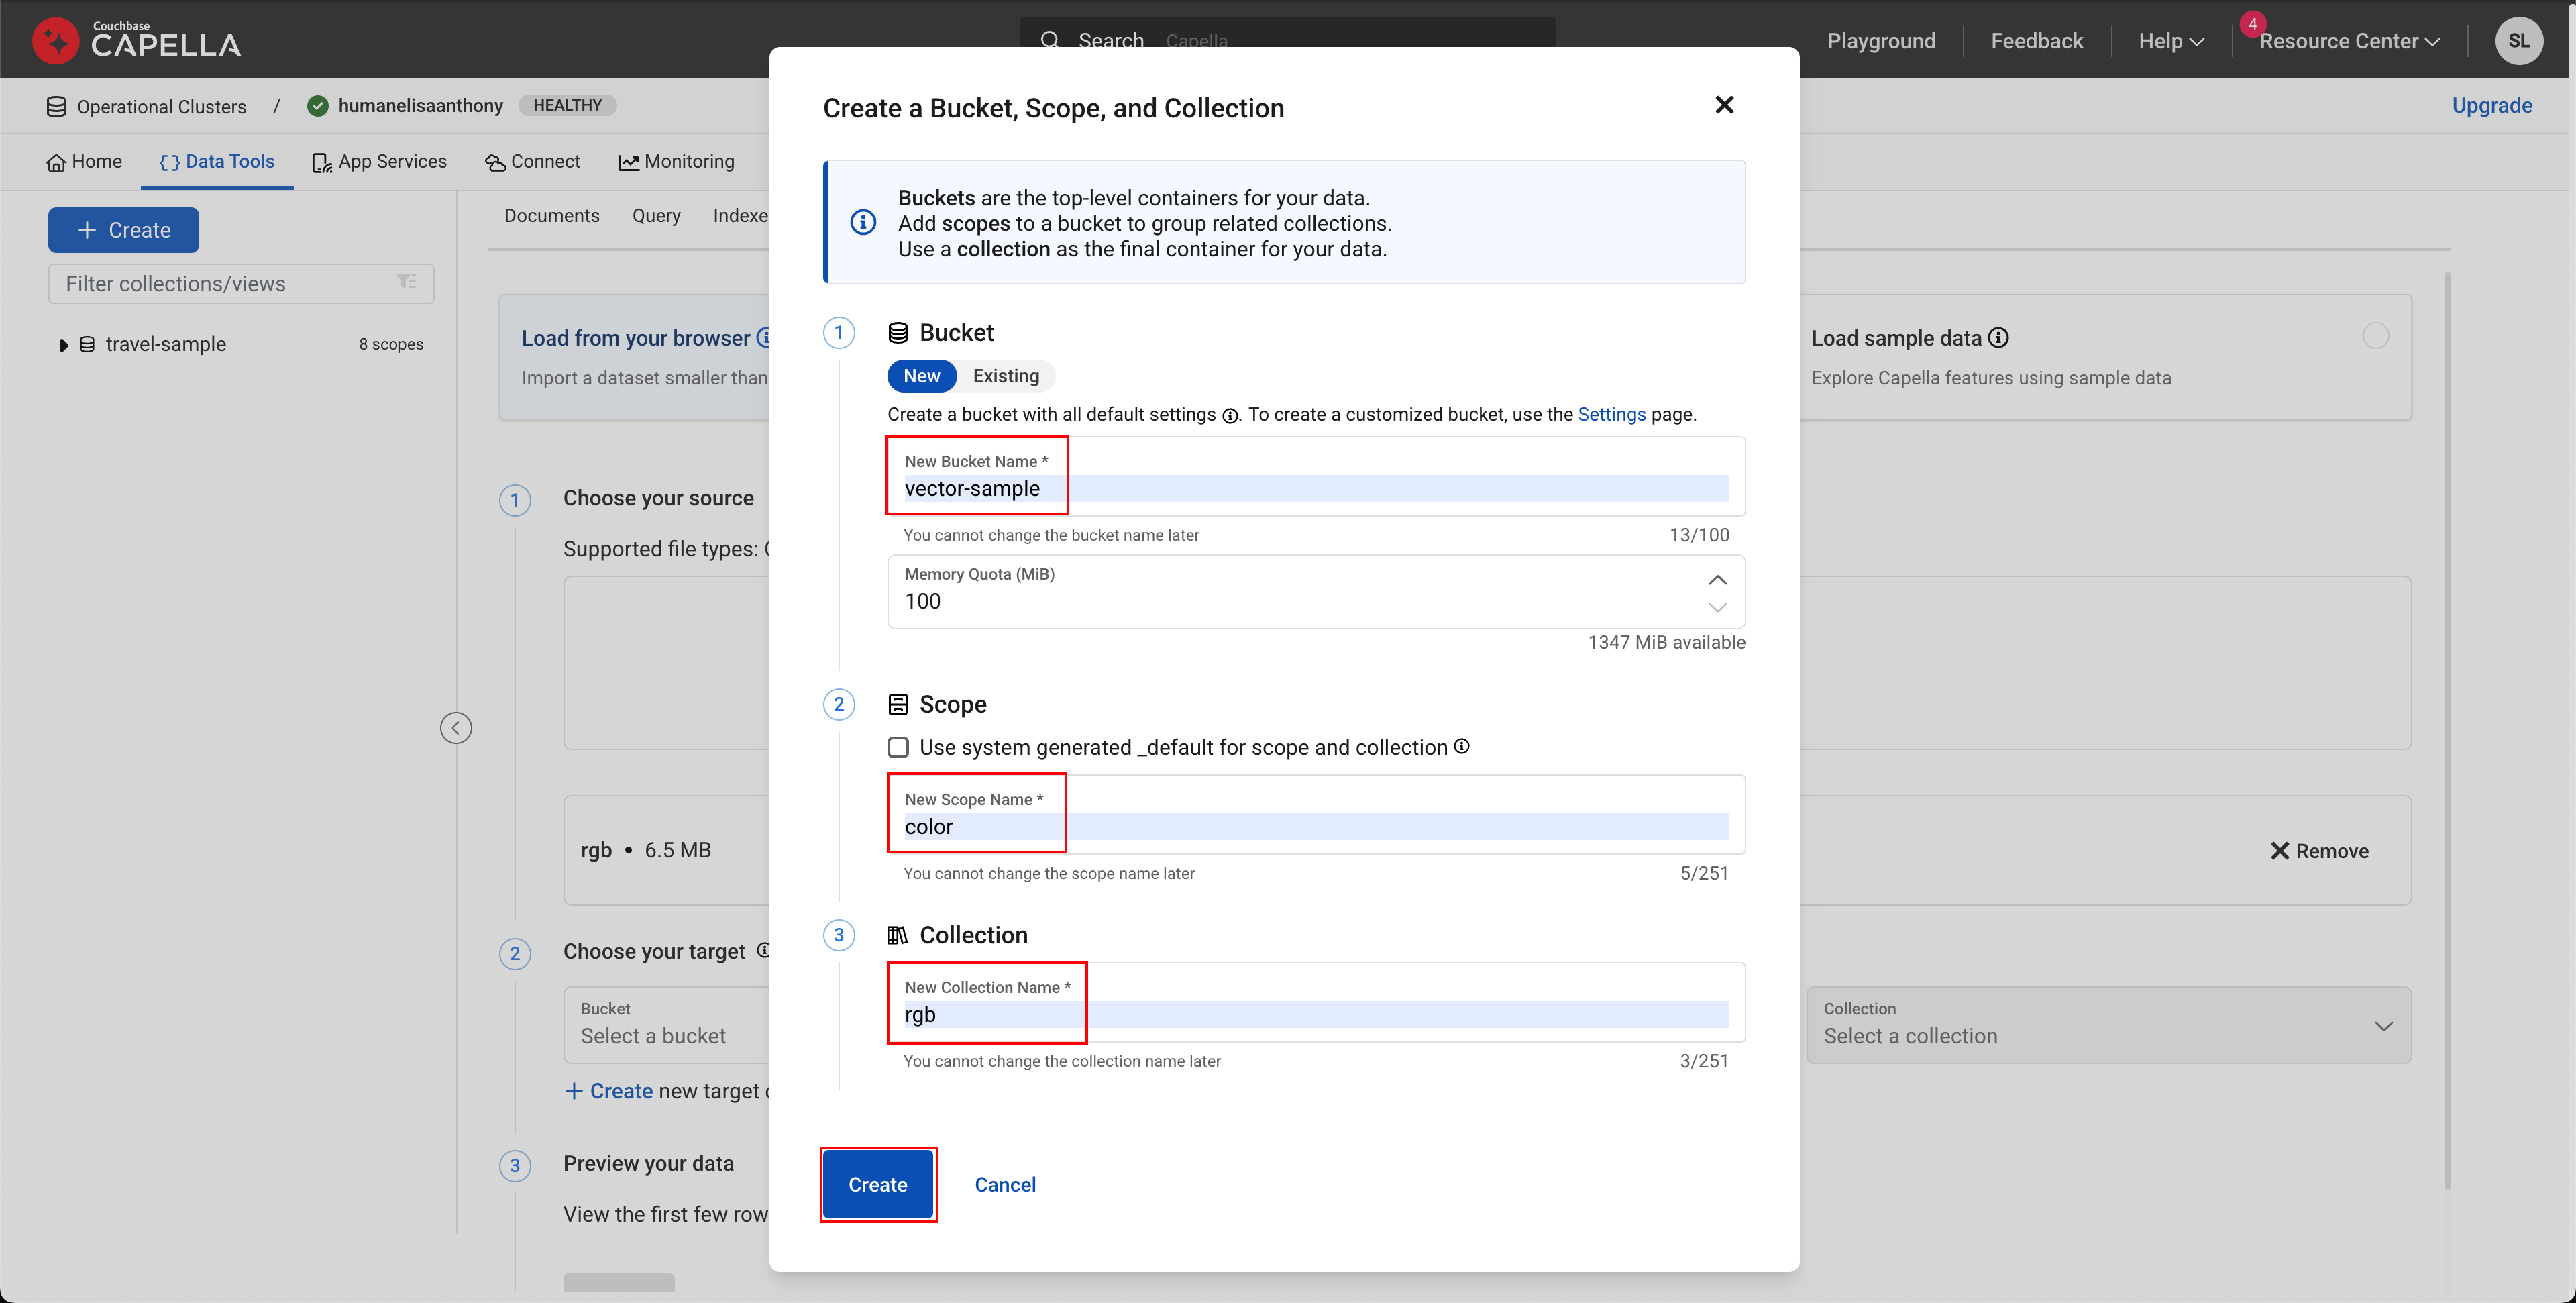 Couchbase
CAPELLA
Search Capella
Playground
Feedback
Help
4
Resource Center
SL
Operational Clusters / humanelisaanthony HEALTHY
Upgrade
Home
Data Tools
App Services
Connect
Monitoring
+ Create
Filter collections/views
travel-sample 8 scopes
Documents
Query
Indexe
Load from your browser
Import a dataset smaller than
Load sample data
Explore Capella features using sample data
1 Choose your source
Supported file types:
rgb • 6.5 MB
Remove
2 Choose your target
Bucket
Select a bucket
Collection
Select a collection
+ Create new target
3 Preview your data
View the first few row
Create a Bucket, Scope, and Collection
Buckets are the top-level containers for your data.
Add scopes to a bucket to group related collections.
Use a collection as the final container for your data.
1 Bucket
New Existing
Create a bucket with all default settings . To create a customized bucket, use the Settings page.
New Bucket Name *
vector-sample
You cannot change the bucket name later 13/100
Memory Quota (MiB)
100
1347 MiB available
2 Scope
Use system generated _default for scope and collection
New Scope Name *
color
You cannot change the scope name later 5/251
3 Collection
New Collection Name *
rgb
You cannot change the collection name later 3/251
Create Cancel